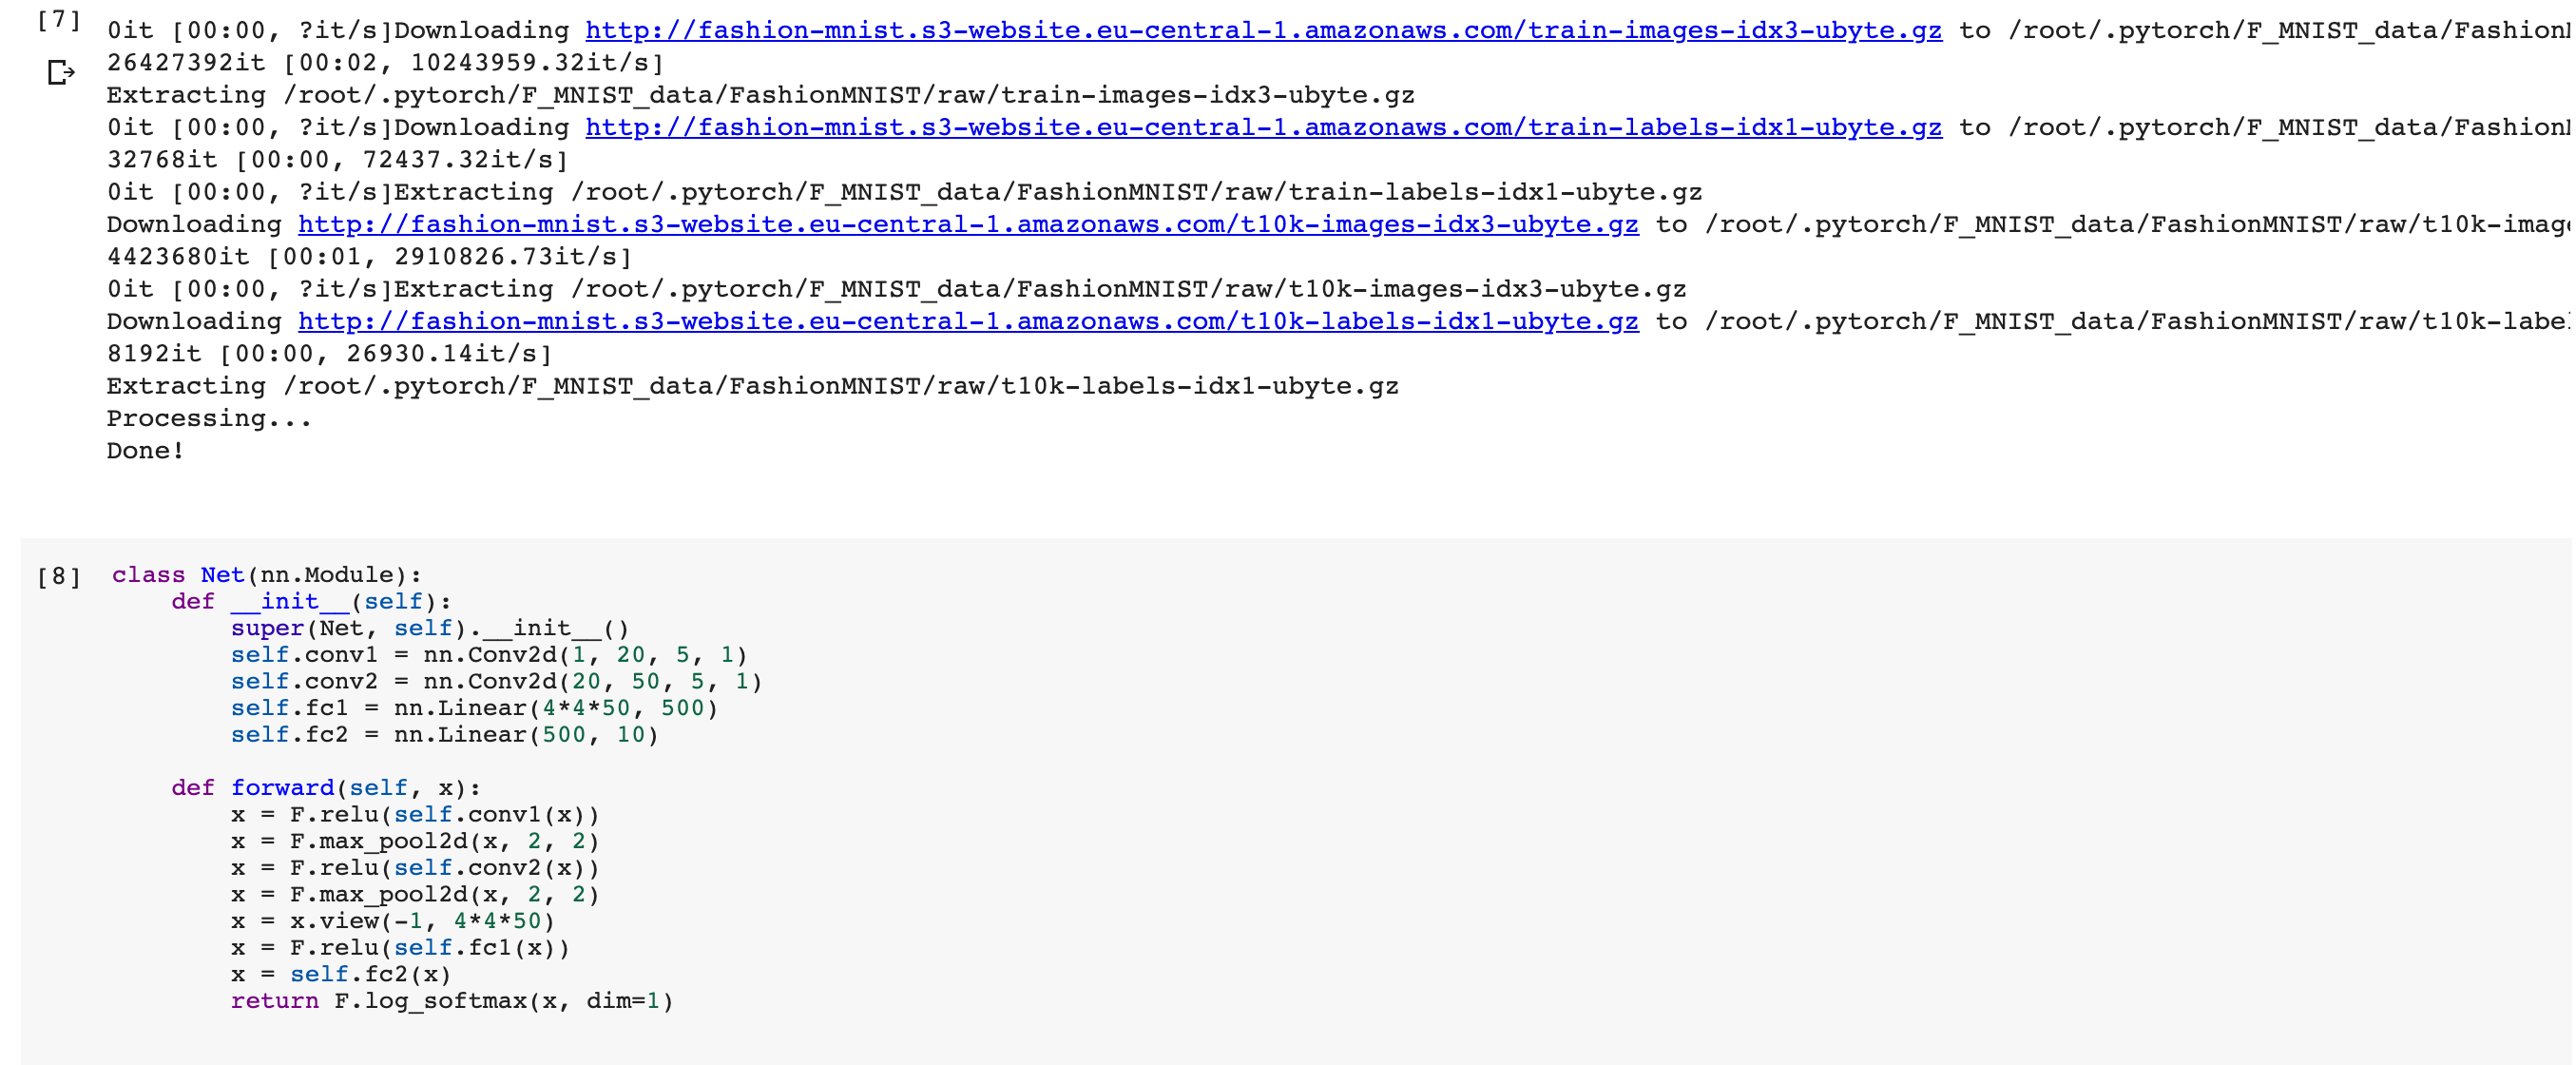 [7] 0it [00:00, ?it/s]Downloading http://fashion-mnist.s3-website.eu-central-1.amazonaws.com/train-images-idx3-ubyte.gz to /root/.pytorch/F_MNIST_data/Fashion
26427392it [00:02, 10243959.32it/s]
Extracting /root/.pytorch/F_MNIST_data/FashionMNIST/raw/train-images-idx3-ubyte.gz
0it [00:00, ?it/s]Downloading http://fashion-mnist.s3-website.eu-central-1.amazonaws.com/train-labels-idx1-ubyte.gz to /root/.pytorch/F_MNIST_data/Fashion
32768it [00:00, 72437.32it/s]
0it [00:00, ?it/s]Extracting /root/.pytorch/F_MNIST_data/FashionMNIST/raw/train-labels-idx1-ubyte.gz
Downloading http://fashion-mnist.s3-website.eu-central-1.amazonaws.com/t10k-images-idx3-ubyte.gz to /root/.pytorch/F_MNIST_data/FashionMNIST/raw/t10k-imag
4423680it [00:01, 2910826.73it/s]
0it [00:00, ?it/s]Extracting /root/.pytorch/F_MNIST_data/FashionMNIST/raw/t10k-images-idx3-ubyte.gz
Downloading http://fashion-mnist.s3-website.eu-central-1.amazonaws.com/t10k-labels-idx1-ubyte.gz to /root/.pytorch/F_MNIST_data/FashionMNIST/raw/t10k-labe
8192it [00:00, 26930.14it/s]
Extracting /root/.pytorch/F_MNIST_data/FashionMNIST/raw/t10k-labels-idx1-ubyte.gz
Processing...
Done!
[8] class Net(nn.Module):
    def __init__(self):
        super(Net, self).__init__()
        self.conv1 = nn.Conv2d(1, 20, 5, 1)
        self.conv2 = nn.Conv2d(20, 50, 5, 1)
        self.fc1 = nn.Linear(4*4*50, 500)
        self.fc2 = nn.Linear(500, 10)
    def forward(self, x):
        x = F.relu(self.conv1(x))
        x = F.max_pool2d(x, 2, 2)
        x = F.relu(self.conv2(x))
        x = F.max_pool2d(x, 2, 2)
        x = x.view(-1, 4*4*50)
        x = F.relu(self.fc1(x))
        x = self.fc2(x)
        return F.log_softmax(x, dim=1)